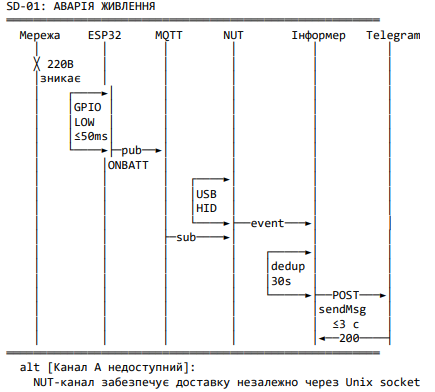 SD-01: АВАРІЯ ЖИВЛЕННЯ
Мережа ESP32 MQTT NUT Інформер Telegram
220В
зникає
GPIO
LOW
≤50ms
pub
ONBATT
USB
HID
event
sub
dedup
30s
POST
sendMsg
≤3 с
200
alt [Канал А недоступний]:
NUT-канал забезпечує доставку незалежно через Unix socket